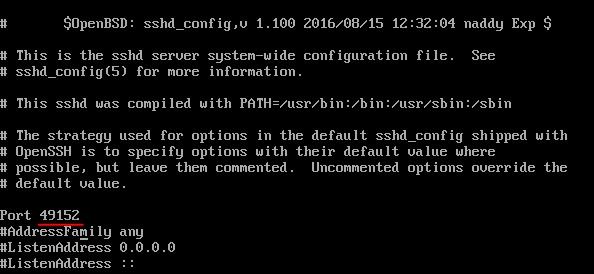 #       $OpenBSD: sshd_config,v 1.100 2016/08/15 12:32:04 naddy Exp $
# This is the sshd server system-wide configuration file.  See
# sshd_config(5) for more information.
# This sshd was compiled with PATH=/usr/bin:/bin:/usr/sbin:/sbin
# The strategy used for options in the default sshd_config shipped with
# OpenSSH is to specify options with their default value where
# possible, but leave them commented.  Uncommented options override the
# default value.
Port 49152
#AddressFamily any
#ListenAddress 0.0.0.0
#ListenAddress ::